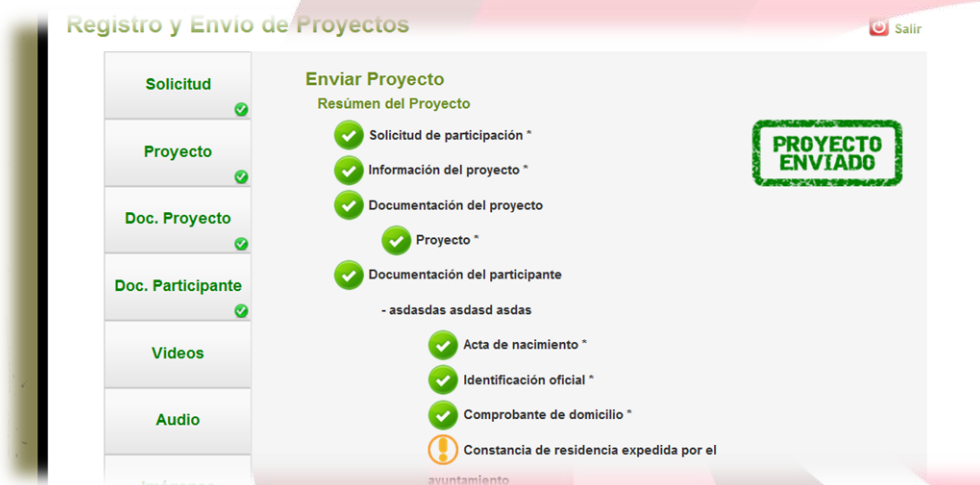 Registro y Envío de Proyectos
Salir
Solicitud
Proyecto
Doc. Proyecto
Doc. Participante
Videos
Audio
Imágenes
Enviar Proyecto
Resúmen del Proyecto
Solicitud de participación *
Información del proyecto *
Documentación del proyecto
Proyecto *
Documentación del participante
- asdasdas asdasd asdas
Acta de nacimiento *
Identificación oficial *
Comprobante de domicilio *
Constancia de residencia expedida por el
ayuntamiento
PROYECTO
ENVIADO